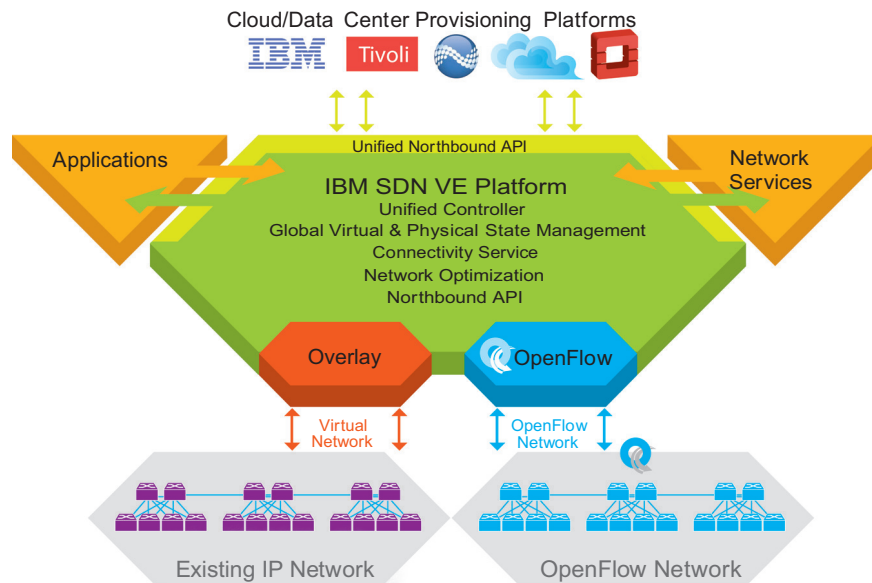 Cloud/Data Center Provisioning Platforms
IBM
Tivoli
Applications
Unified Northbound API
Network
Services
IBM SDN VE Platform
Unified Controller
Global Virtual & Physical State Management
Connectivity Service
Network Optimization
Northbound API
Overlay
OpenFlow
Virtual
Network
OpenFlow
Network
Existing IP Network
OpenFlow Network